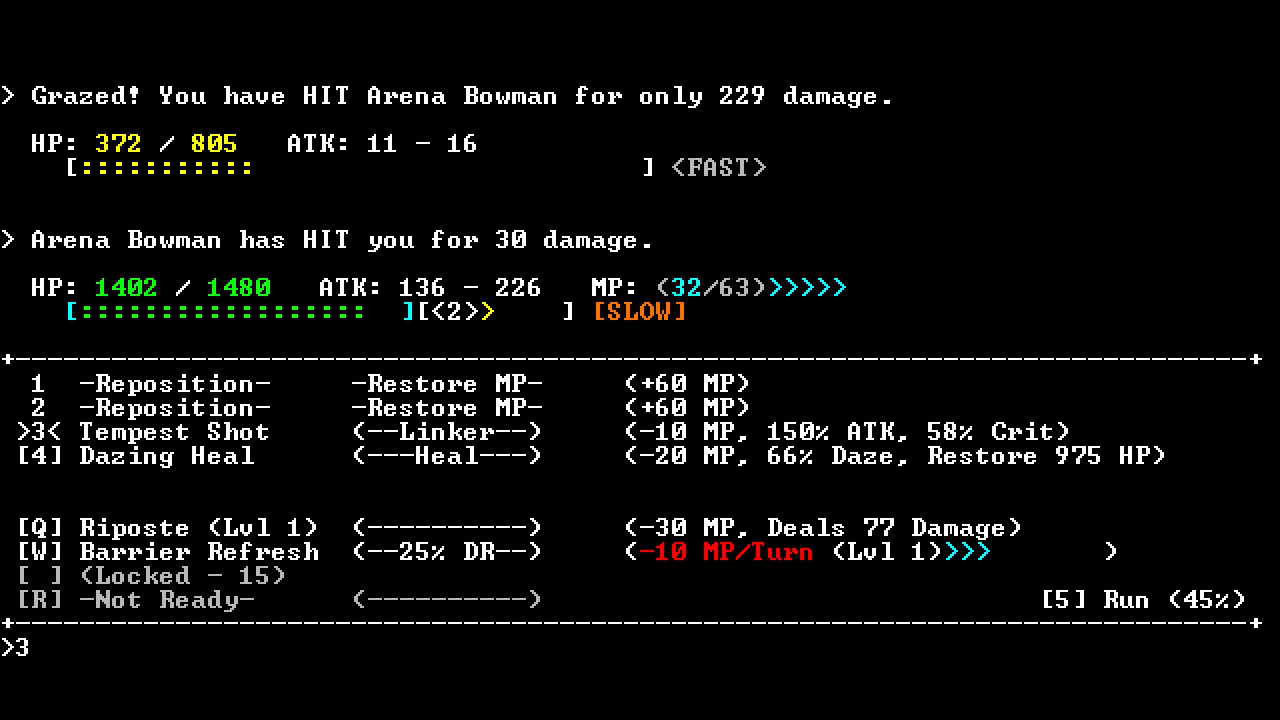 > Grazed! You have HIT Arena Bowman for only 229 damage.
HP: 372 / 805   ATK: 11 - 16
[:::::::::::                        ] <FAST>
> Arena Bowman has HIT you for 30 damage.
HP: 1402 / 1480   ATK: 136 - 226   MP: (32/63)>>>>>
[::::::::::::::::::  ][<2>>    ] [SLOW]
+-----------------------------------------------------------------------------+
1  -Reposition-     -Restore MP-     (+60 MP)
2  -Reposition-     -Restore MP-     (+60 MP)
>3< Tempest Shot     (--Linker--)     (-10 MP, 150% ATK, 58% Crit)
[4] Dazing Heal      (---Heal---)     (-20 MP, 66% Daze, Restore 975 HP)
[Q] Riposte (Lvl 1)  (----------)     (-30 MP, Deals 77 Damage)
[W] Barrier Refresh  (--25% DR--)     (-10 MP/Turn (Lvl 1)>>>       )
[ ] (Locked - 15)
[R] -Not Ready-      (----------)                               [5] Run (45%)
+-----------------------------------------------------------------------------+
>3